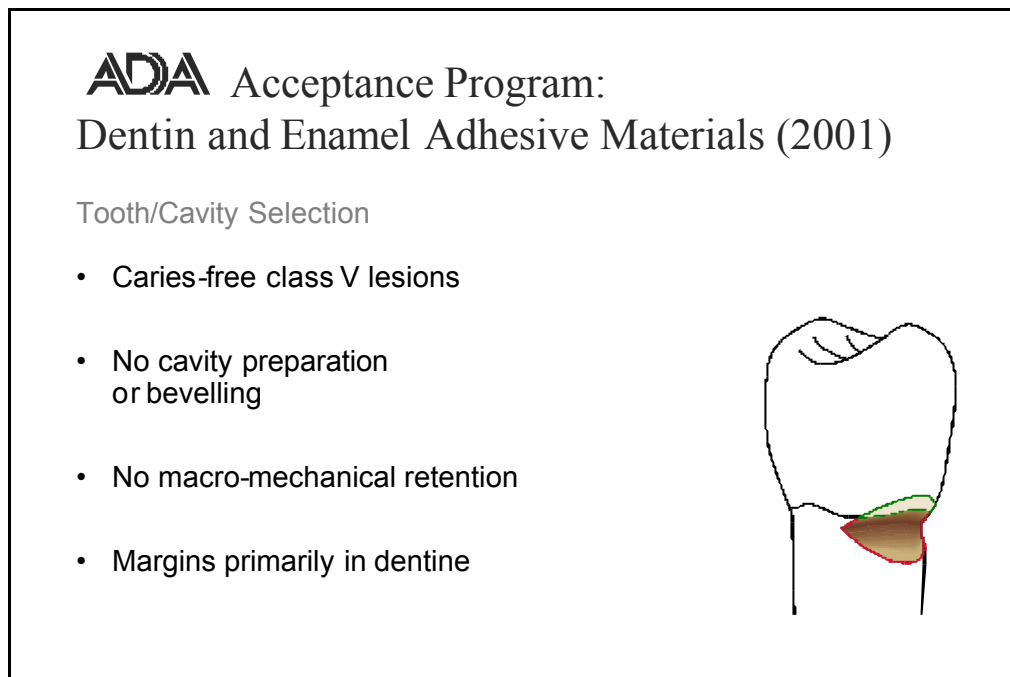 ADA Acceptance Program:
Dentin and Enamel Adhesive Materials (2001)
Tooth/Cavity Selection
• Caries-free class V lesions
• No cavity preparation
or bevelling
• No macro-mechanical retention
• Margins primarily in dentine